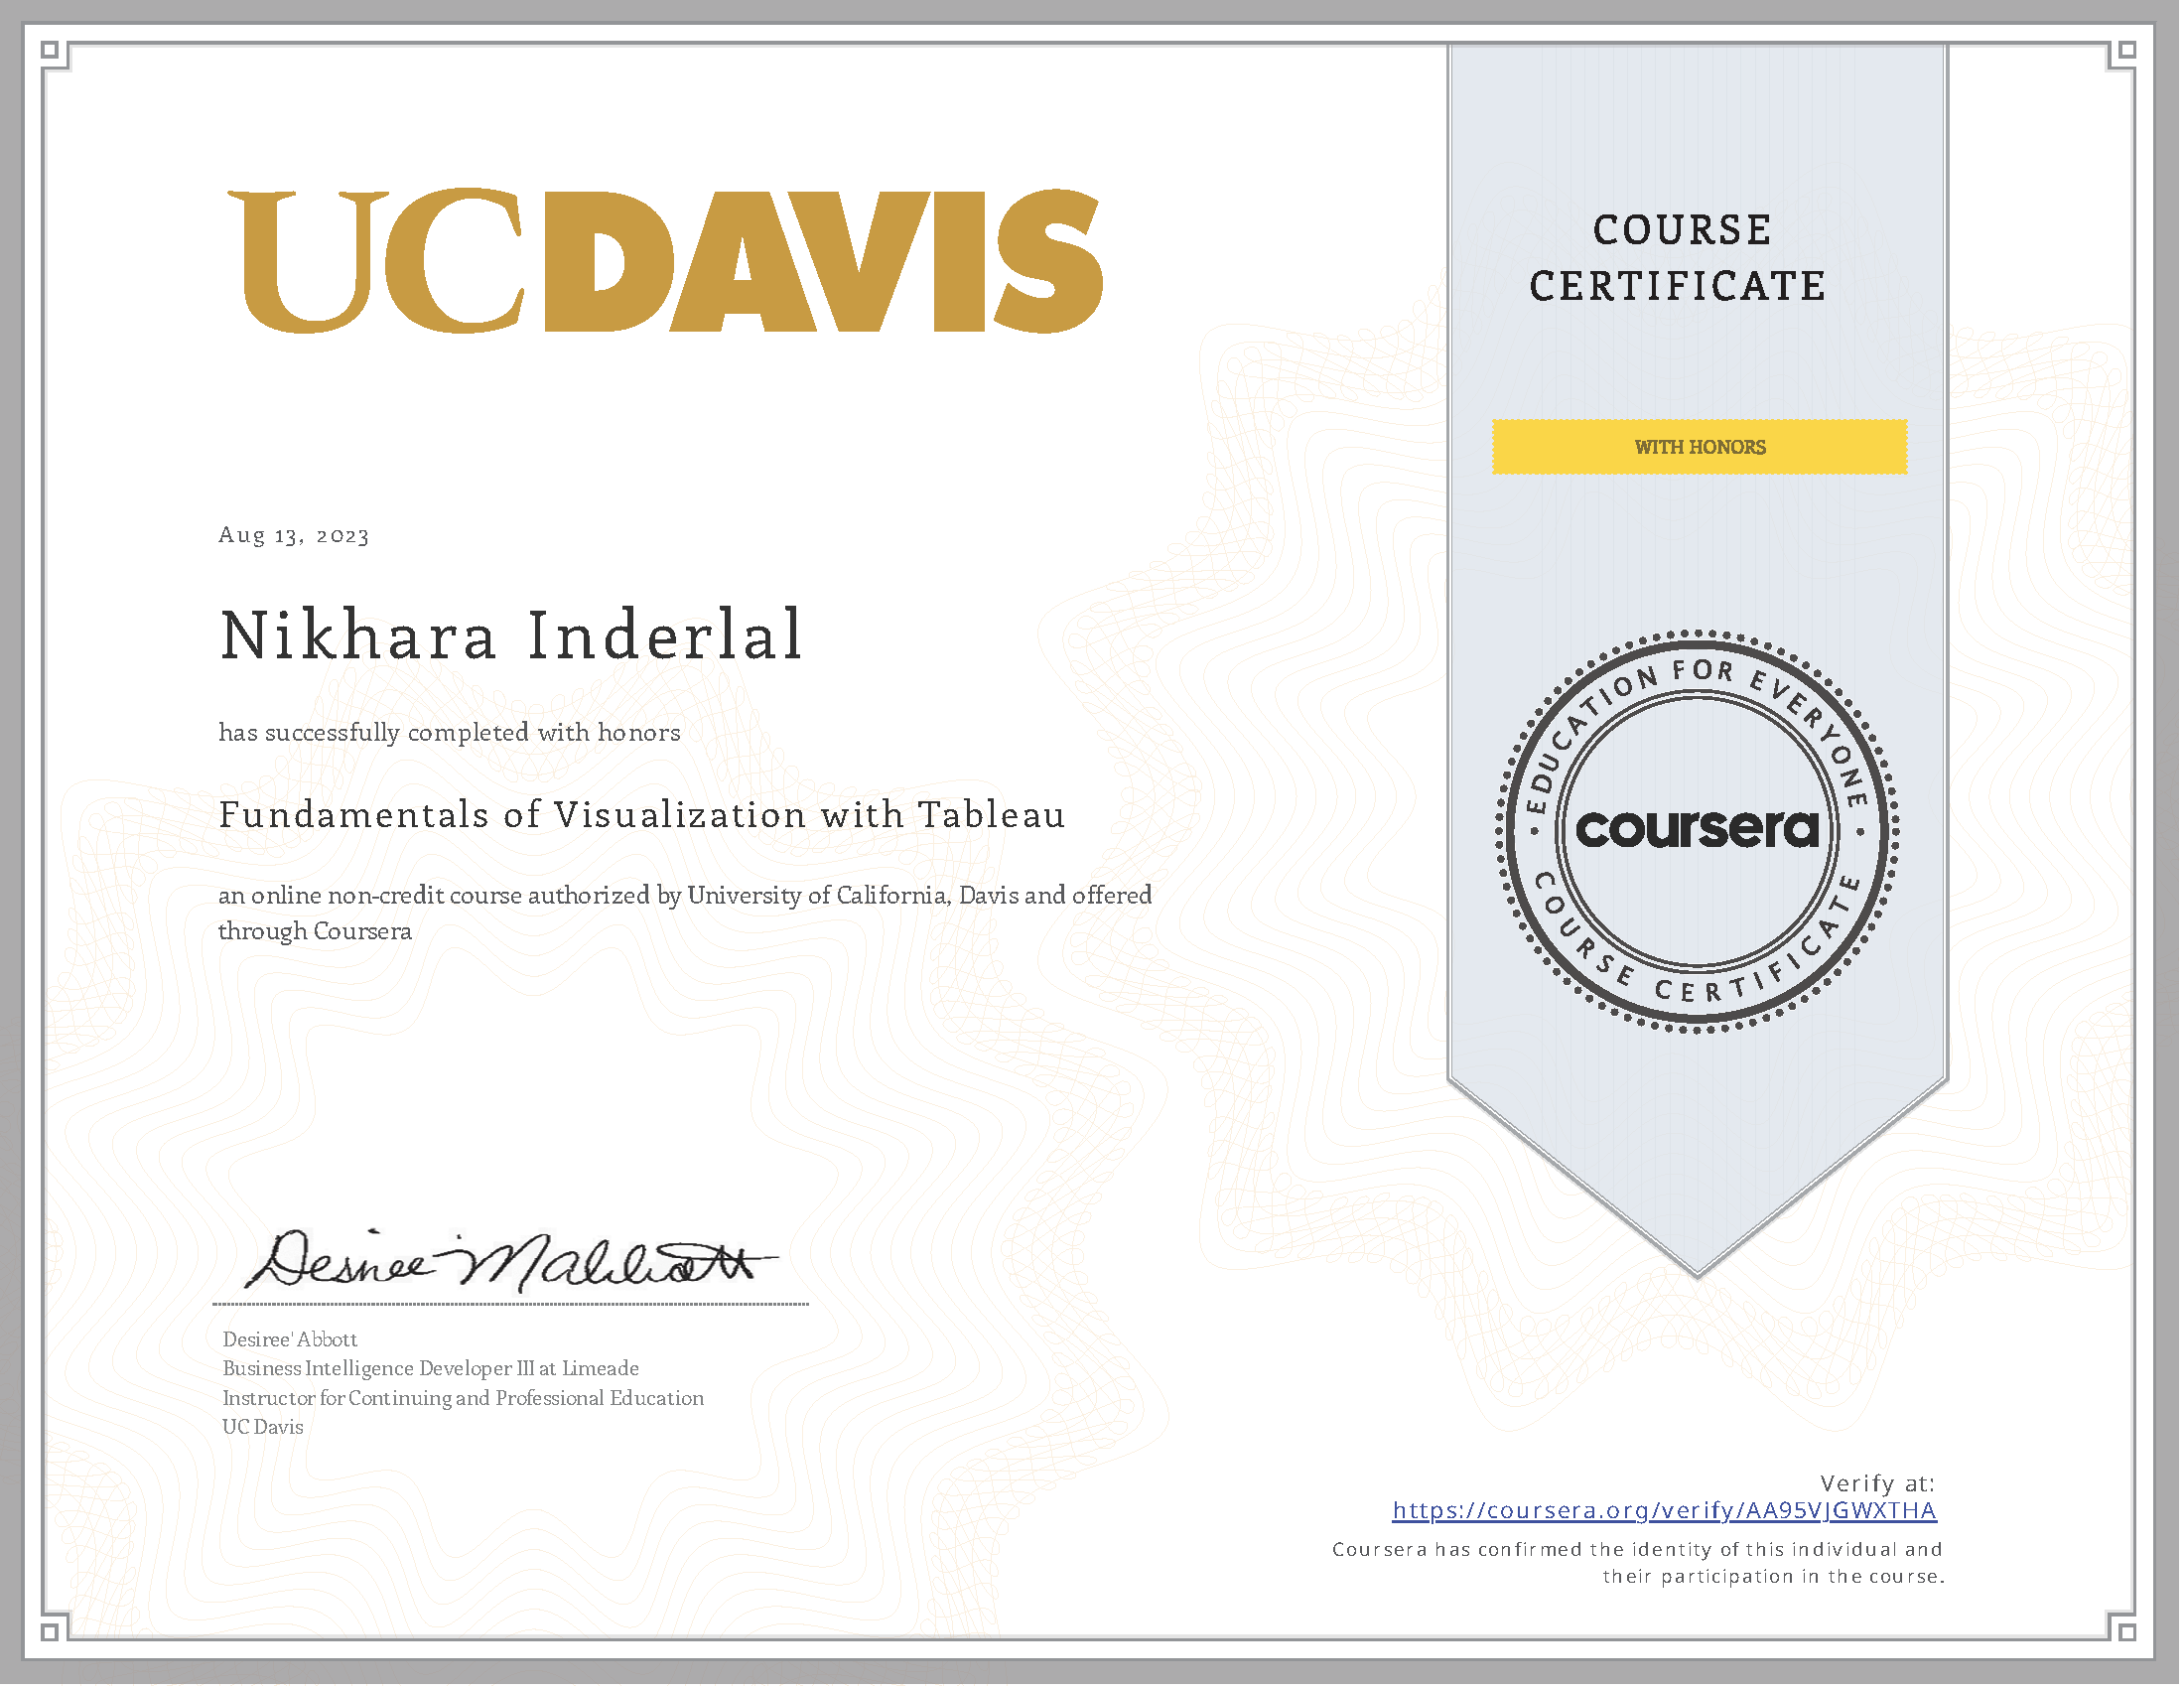 UCDAVIS
COURSE
CERTIFICATE
WITH HONORS
Aug 13, 2023
Nikhara Inderlal
has successfully completed with honors
Fundamentals of Visualization with Tableau
an online non-credit course authorized by University of California, Davis and offered
through Coursera
EDUCATION FOR EVERYONE
coursera
COURSE CERTIFICATE
Desiree' Abbott
Business Intelligence Developer III at Limeade
Instructor for Continuing and Professional Education
UC Davis
Verify at:
https://coursera.org/verify/AA95VJGWXTHA
Coursera has confirmed the identity of this individual and
their participation in the course.